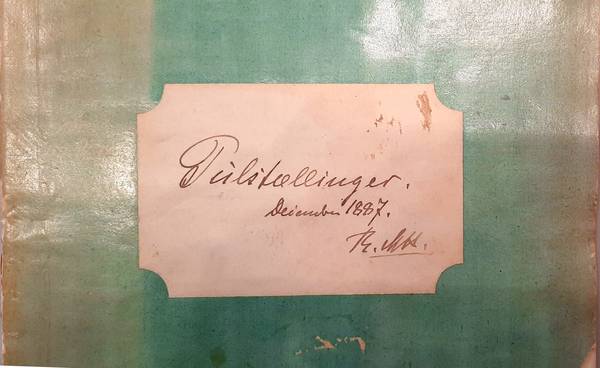 Pulstællinger.
December 1887.